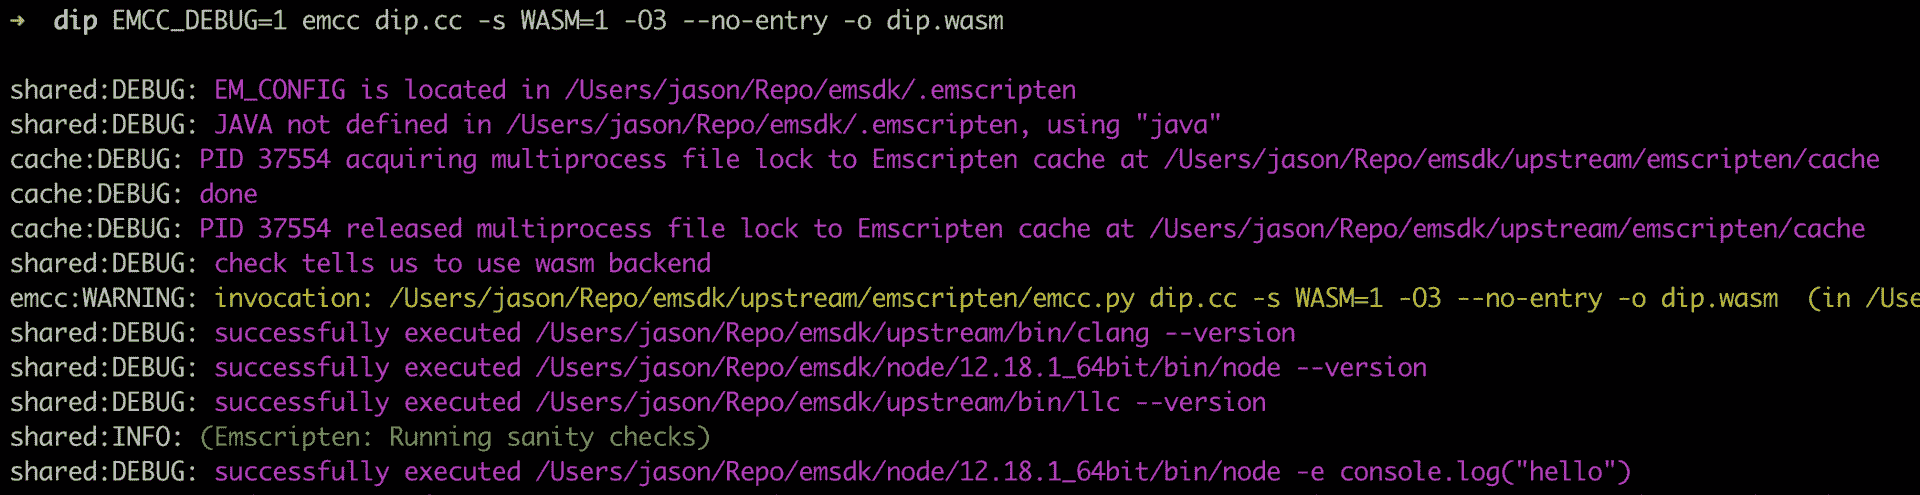 → dip EMCC_DEBUG=1 emcc dip.cc -s WASM=1 -O3 --no-entry -o dip.wasm
shared:DEBUG: EM_CONFIG is located in /Users/jason/Repo/emsdk/.emscripten
shared:DEBUG: JAVA not defined in /Users/jason/Repo/emsdk/.emscripten, using "java"
cache:DEBUG: PID 37554 acquiring multiprocess file lock to Emscripten cache at /Users/jason/Repo/emsdk/upstream/emscripten/cache
cache:DEBUG: done
cache:DEBUG: PID 37554 released multiprocess file lock to Emscripten cache at /Users/jason/Repo/emsdk/upstream/emscripten/cache
shared:DEBUG: check tells us to use wasm backend
emcc:WARNING: invocation: /Users/jason/Repo/emsdk/upstream/emscripten/emcc.py dip.cc -s WASM=1 -O3 --no-entry -o dip.wasm  (in /Use
shared:DEBUG: successfully executed /Users/jason/Repo/emsdk/upstream/bin/clang --version
shared:DEBUG: successfully executed /Users/jason/Repo/emsdk/node/12.18.1_64bit/bin/node --version
shared:DEBUG: successfully executed /Users/jason/Repo/emsdk/upstream/bin/llc --version
shared:INFO: (Emscripten: Running sanity checks)
shared:DEBUG: successfully executed /Users/jason/Repo/emsdk/node/12.18.1_64bit/bin/node -e console.log("hello")